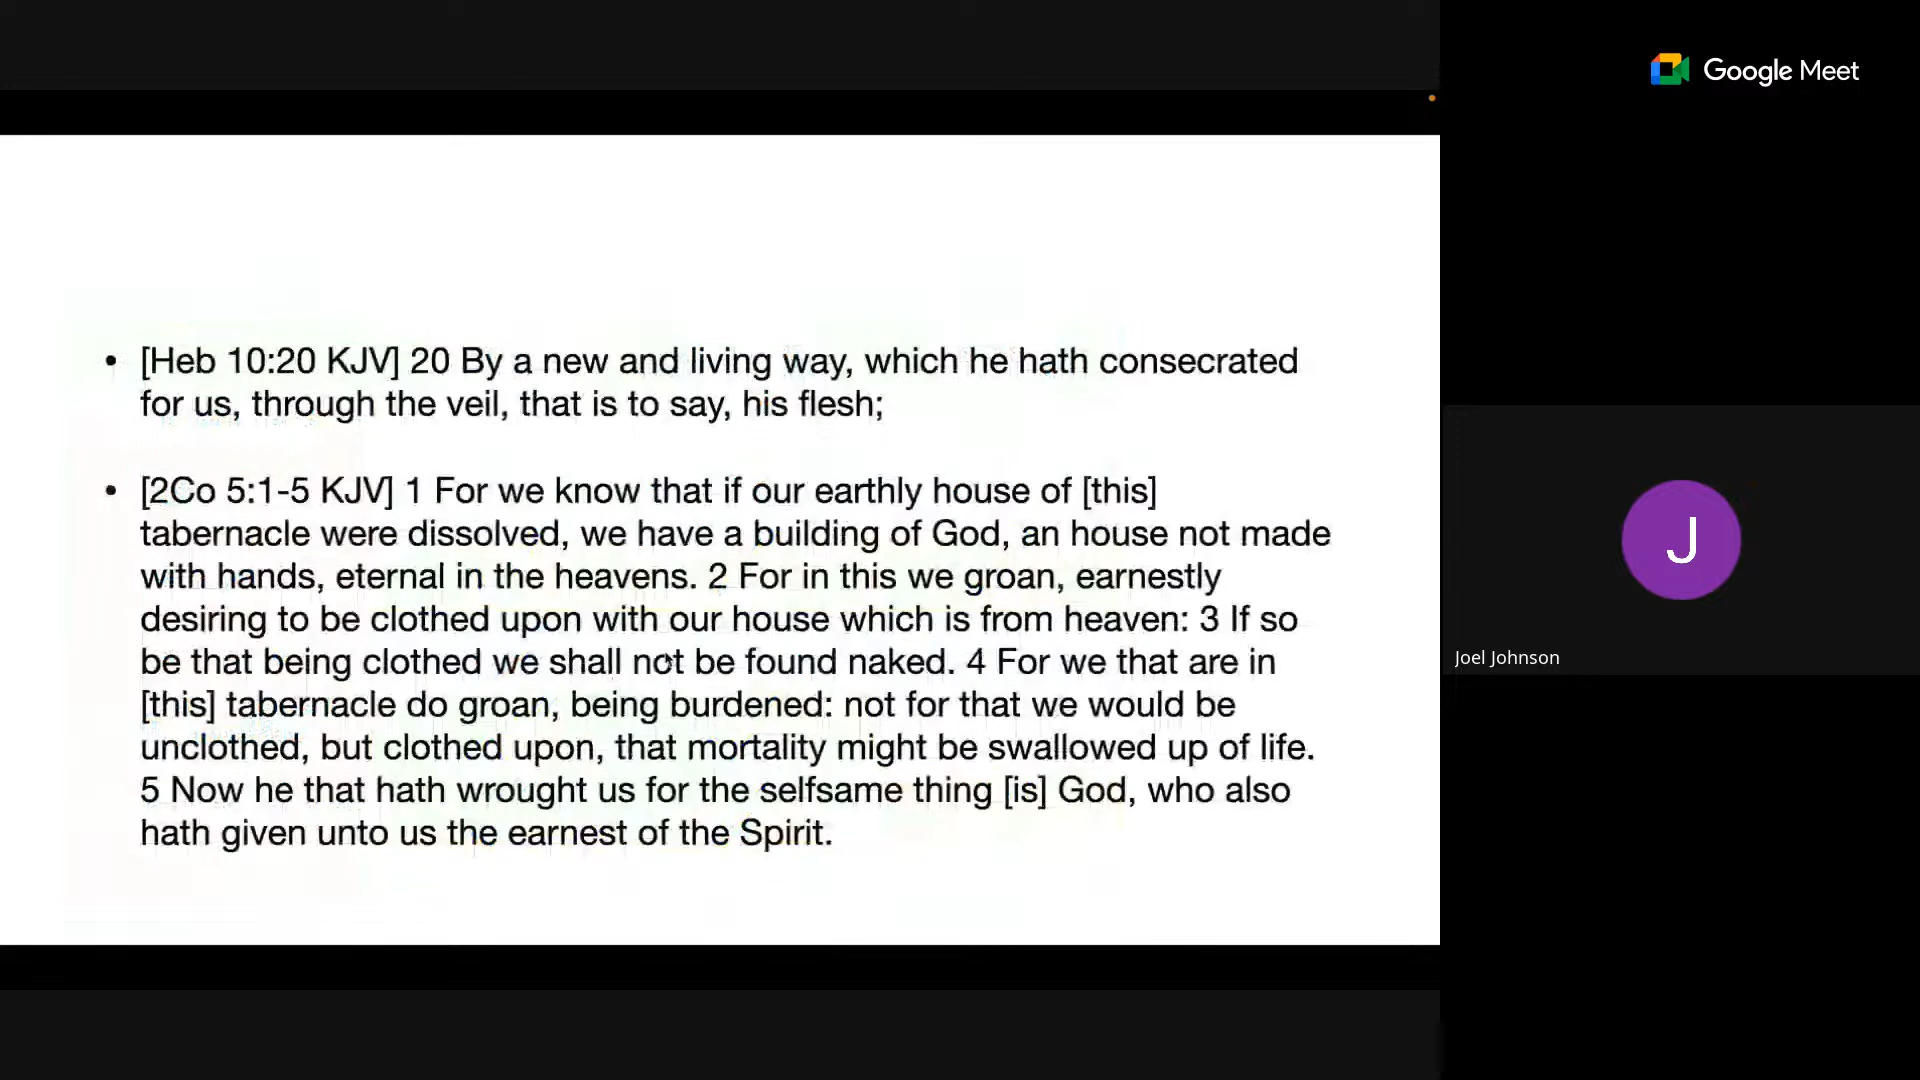 Google Meet
• [Heb 10:20 KJV] 20 By a new and living way, which he hath consecrated
for us, through the veil, that is to say, his flesh;
• [2Co 5:1-5 KJV] 1 For we know that if our earthly house of [this]
tabernacle were dissolved, we have a building of God, an house not made
with hands, eternal in the heavens. 2 For in this we groan, earnestly
desiring to be clothed upon with our house which is from heaven: 3 If so
be that being clothed we shall not be found naked. 4 For we that are in
[this] tabernacle do groan, being burdened: not for that we would be
unclothed, but clothed upon, that mortality might be swallowed up of life.
5 Now he that hath wrought us for the selfsame thing [is] God, who also
hath given unto us the earnest of the Spirit.
J
Joel Johnson